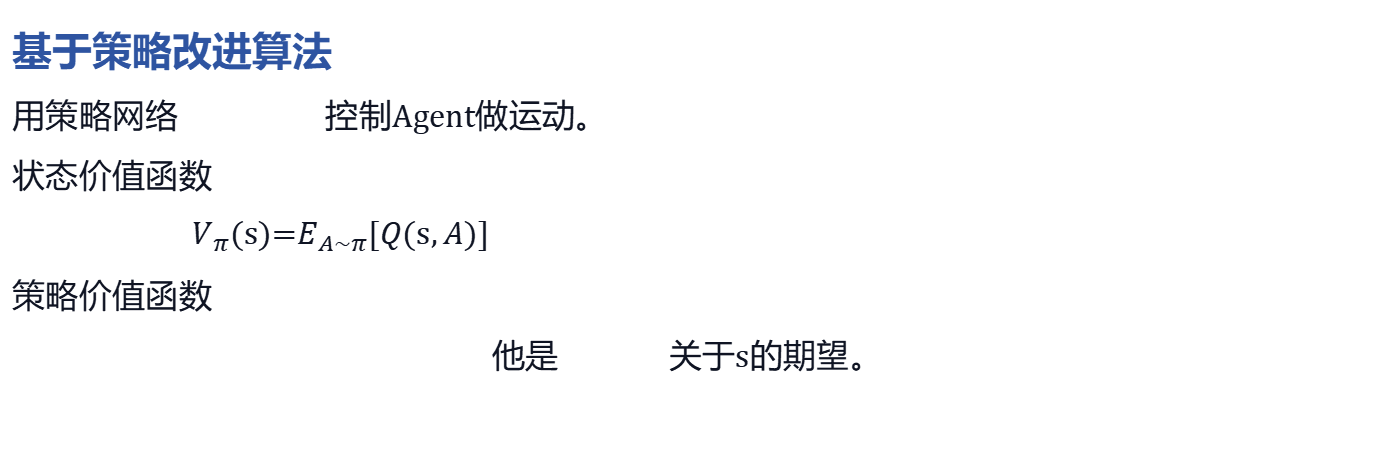 基于策略改进算法
用策略网络 控制Agent做运动。
状态价值函数
𝑉_𝜋(s)=𝐸_{𝐴~𝜋}[𝑄(s, 𝐴)]
策略价值函数
他是 关于s的期望。